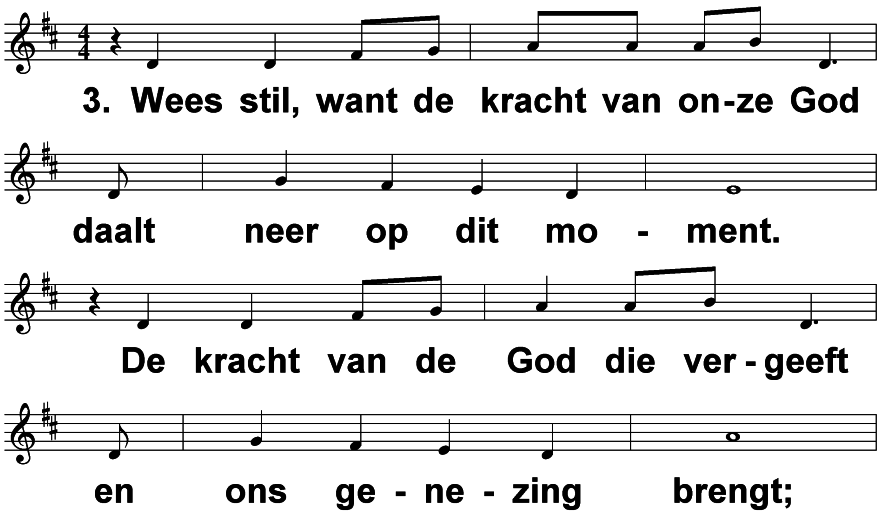 3. Wees stil, want de kracht van on-ze God
daalt neer op dit mo - ment.
De kracht van de God die ver - geeft
en ons ge - ne - zing brengt;